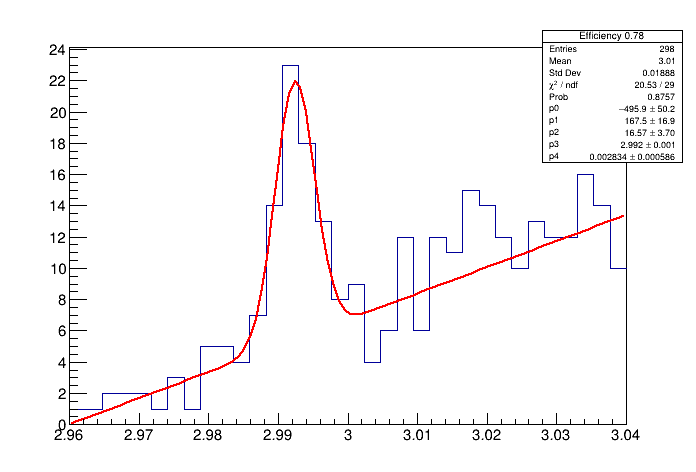 Efficiency 0.78
Entries 298
Mean 3.01
Std Dev 0.01888
χ² / ndf 20.53 / 29
Prob 0.8757
p0 −495.9 ± 50.2
p1 167.5 ± 16.9
p2 16.57 ± 3.70
p3 2.992 ± 0.001
p4 0.002834 ± 0.000586
24
22
20
18
16
14
12
10
8
6
4
2
0
2.96 2.97 2.98 2.99 3 3.01 3.02 3.03 3.04